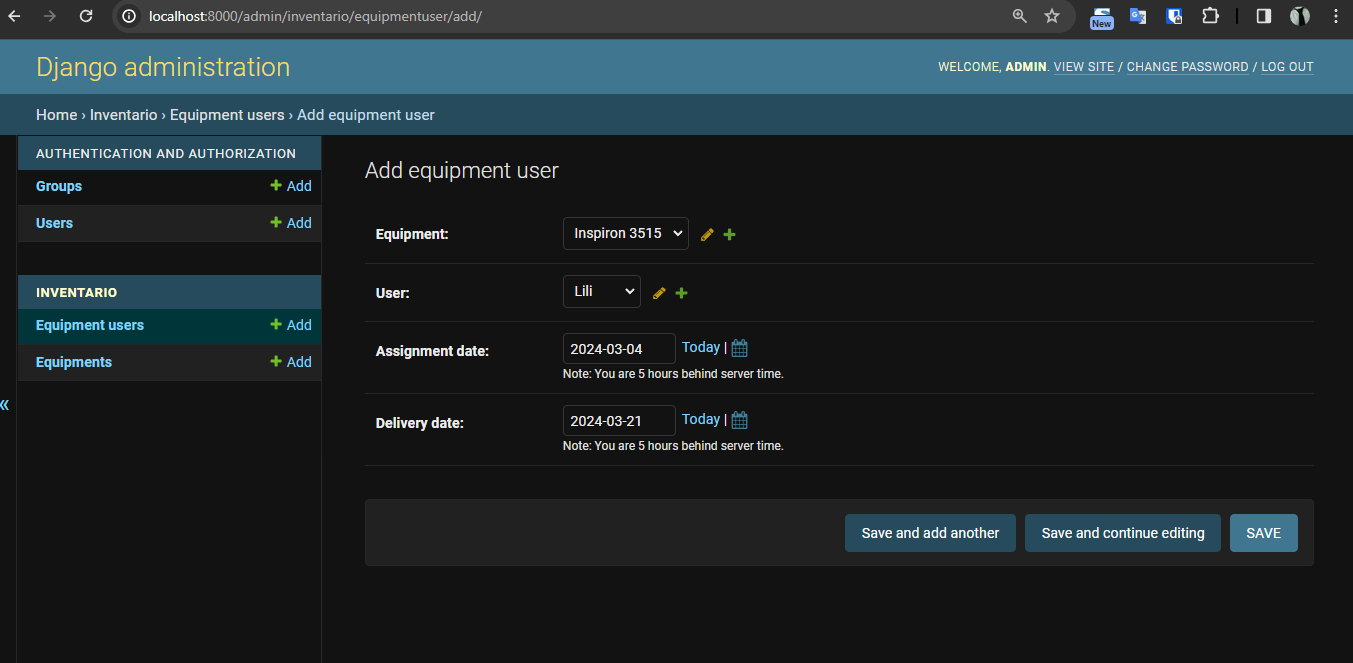 localhost:8000/admin/inventario/equipmentuser/add/
New
Django administration
WELCOME, ADMIN. VIEW SITE / CHANGE PASSWORD / LOG OUT
Home › Inventario › Equipment users › Add equipment user
AUTHENTICATION AND AUTHORIZATION
Groups + Add
Users + Add
INVENTARIO
Equipment users + Add
Equipments + Add
«
Add equipment user
Equipment: Inspiron 3515
User: Lili
Assignment date: 2024-03-04 Today |
Note: You are 5 hours behind server time.
Delivery date: 2024-03-21 Today |
Note: You are 5 hours behind server time.
Save and add another Save and continue editing SAVE